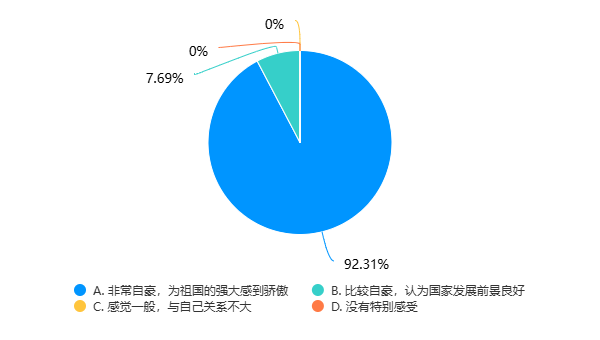 0%
0%
7.69%
92.31%
A. 非常自豪，为祖国的强大感到骄傲
B. 比较自豪，认为国家发展前景良好
C. 感觉一般，与自己关系不大
D. 没有特别感受